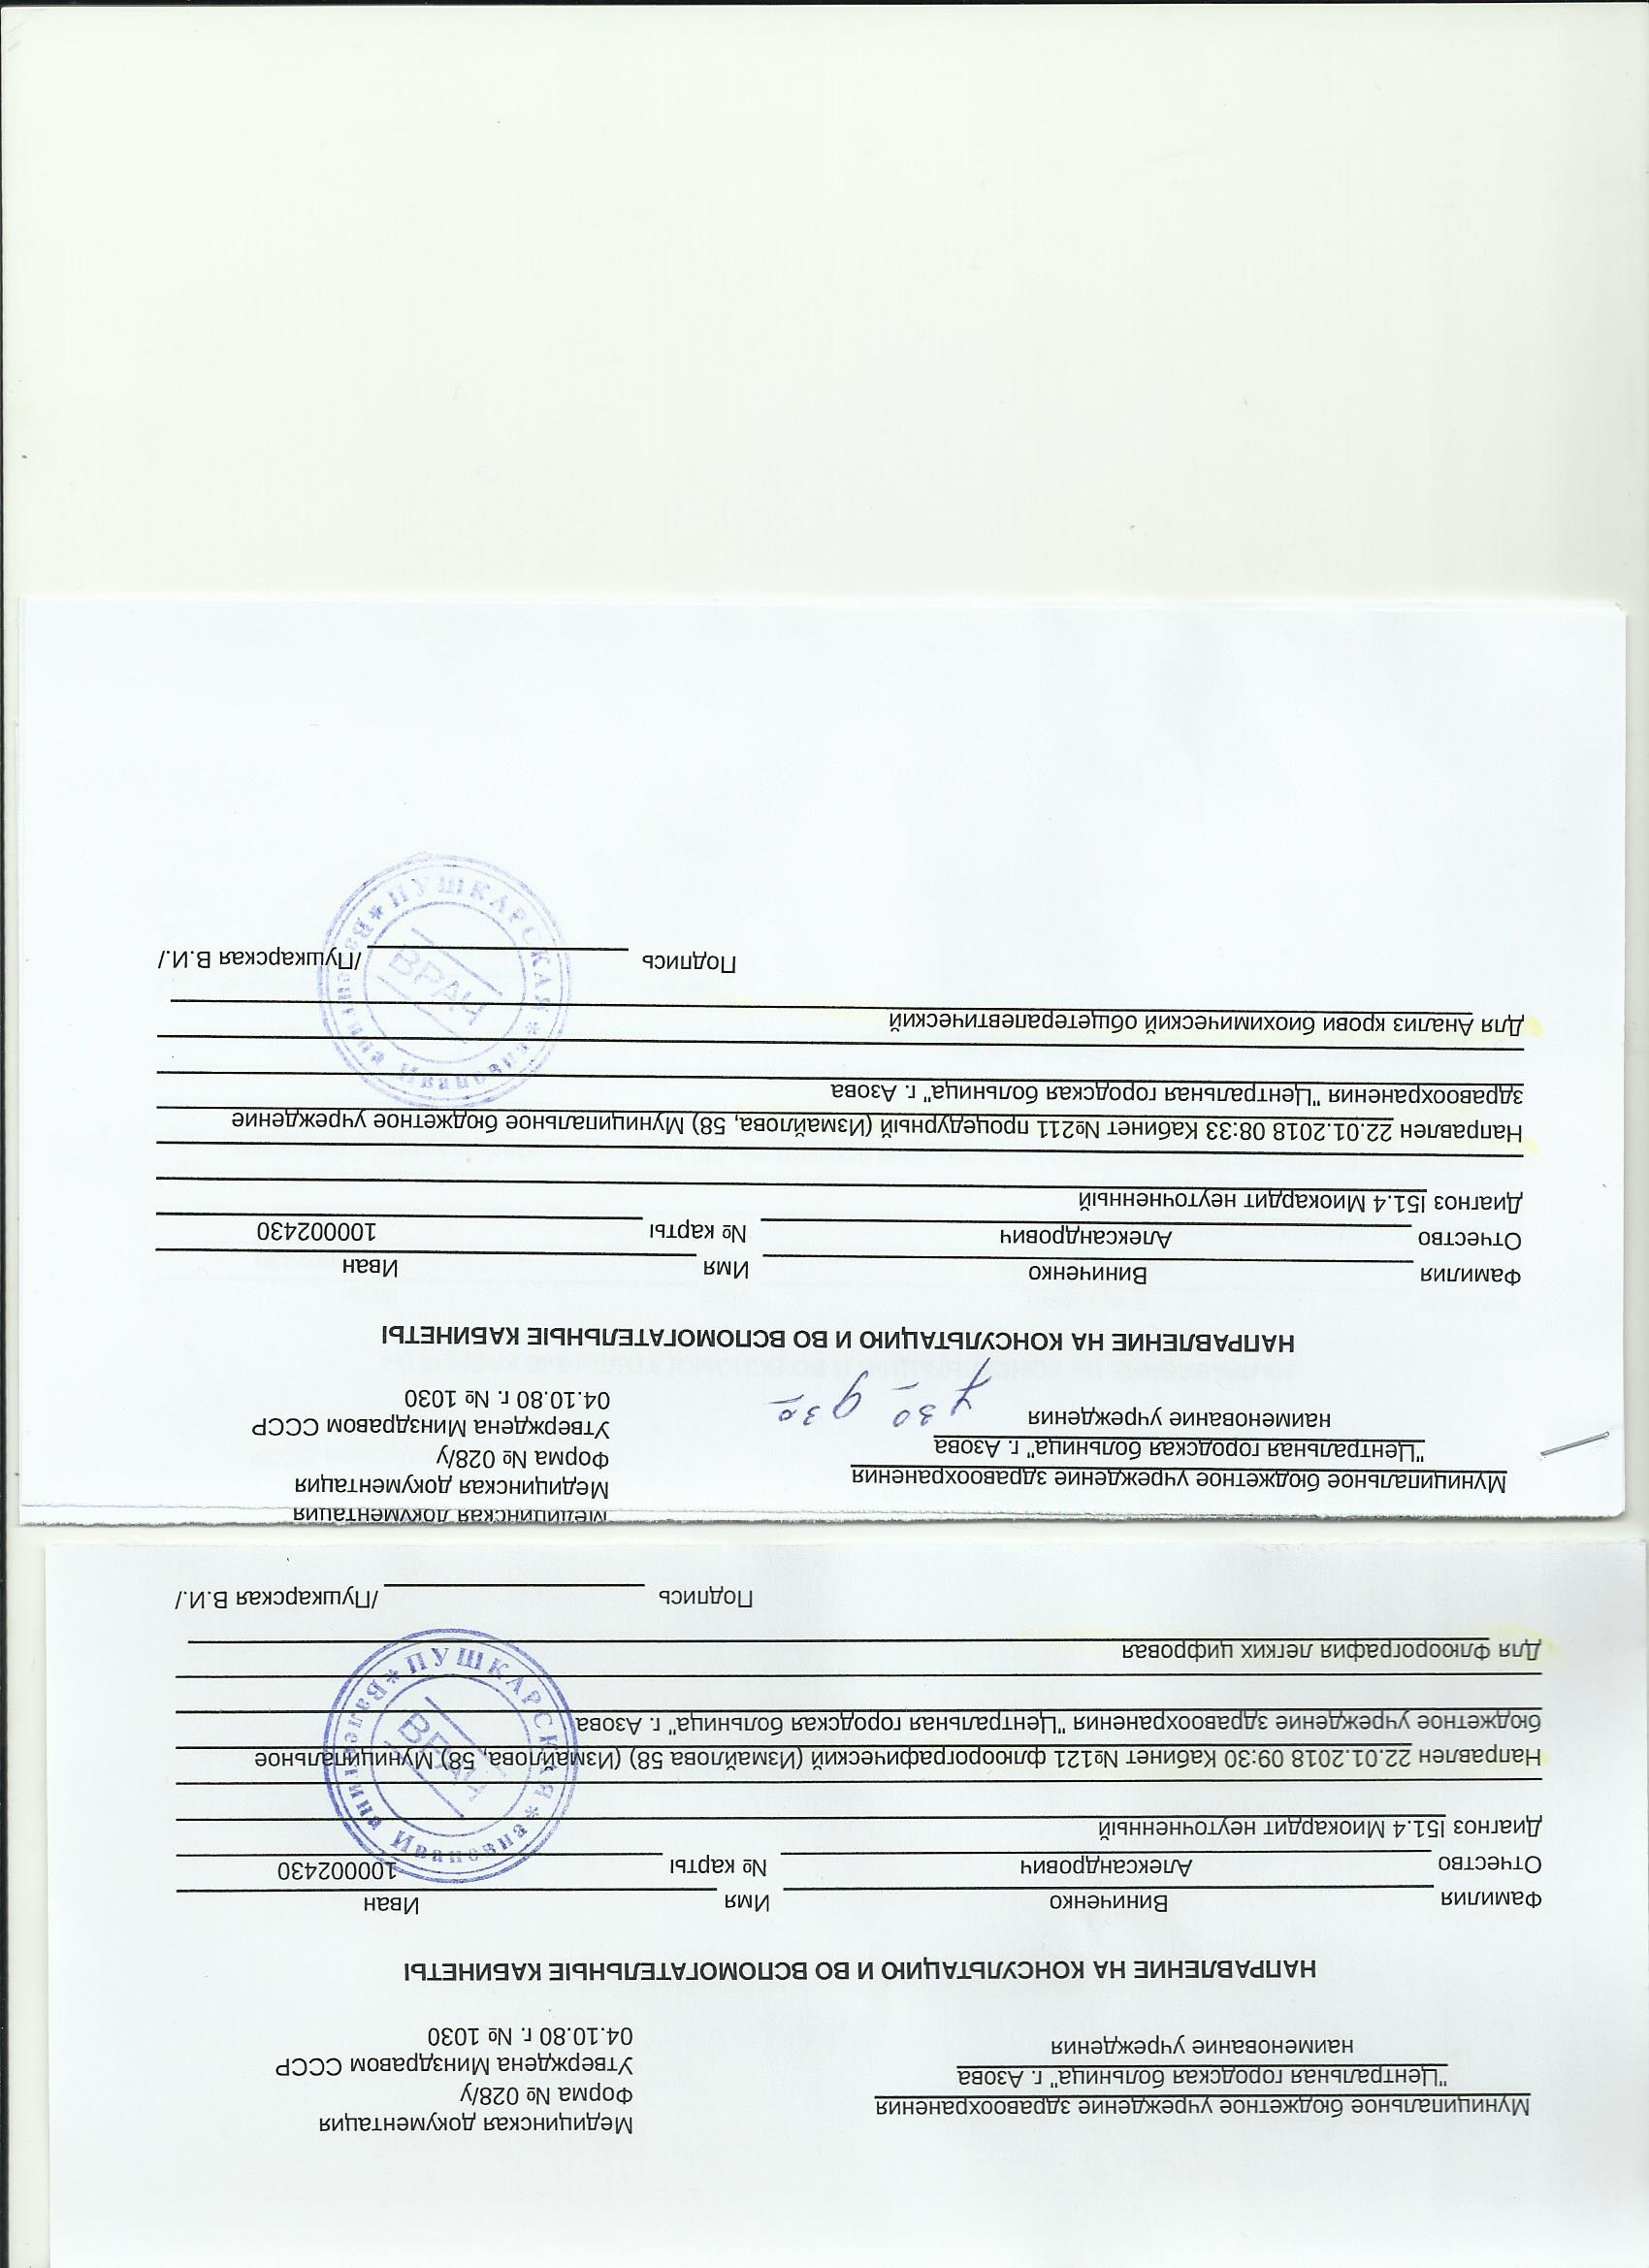 Муниципальное бюджетное учреждение здравоохранения
"Центральная городская больница" г. Азова
наименование учреждения
Медицинская документация
Форма № 028/у
Утверждена Минздравом СССР
04.10.80 г. № 1030
НАПРАВЛЕНИЕ НА КОНСУЛЬТАЦИЮ И ВО ВСПОМОГАТЕЛЬНЫЕ КАБИНЕТЫ
Фамилия Виниченко Имя Иван
Отчество Александрович № карты 100002430
Диагноз I51.4 Миокардит неуточненный
Направлен 22.01.2018 09:30 Кабинет №121 флюорографический (Измайлова 58) (Измайлова, 58) Муниципальное
бюджетное учреждение здравоохранения "Центральная городская больница" г. Азова
Для Флюорография легких цифровая
ПУШКАРСКАЯ * Валентина Ивановна *
ВРАЧ
Подпись /Пушкарская В.И./
Медицинская документация
Муниципальное бюджетное учреждение здравоохранения
"Центральная городская больница" г. Азова
наименование учреждения
Медицинская документация
Форма № 028/у
Утверждена Минздравом СССР
04.10.80 г. № 1030
7 30 9 30
НАПРАВЛЕНИЕ НА КОНСУЛЬТАЦИЮ И ВО ВСПОМОГАТЕЛЬНЫЕ КАБИНЕТЫ
Фамилия Виниченко Имя Иван
Отчество Александрович № карты 100002430
Диагноз I51.4 Миокардит неуточненный
Направлен 22.01.2018 08:33 Кабинет №211 процедурный (Измайлова, 58) Муниципальное бюджетное учреждение
здравоохранения "Центральная городская больница" г. Азова
Для Анализ крови биохимический общетерапевтический
Подпись /Пушкарская В.И./
ПУШКАРСКАЯ * Валентина Ивановна *
ВРАЧ